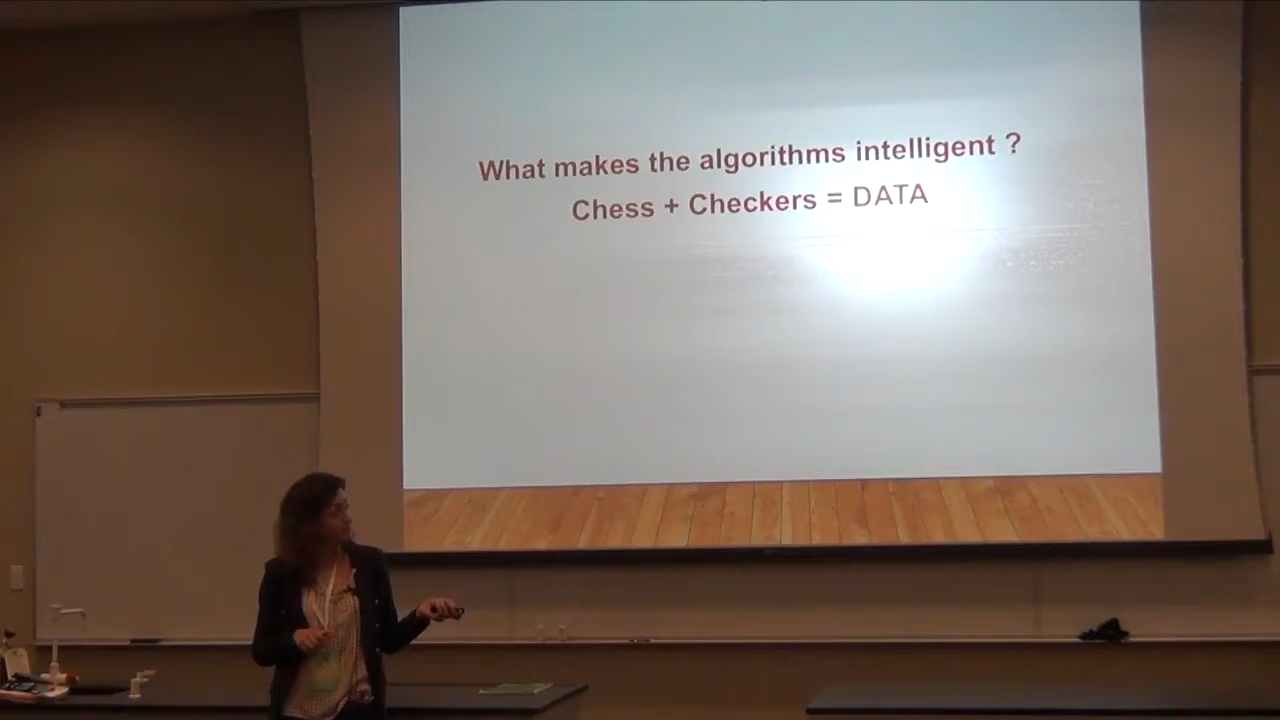 What makes the algorithms intelligent ?
Chess + Checkers = DATA